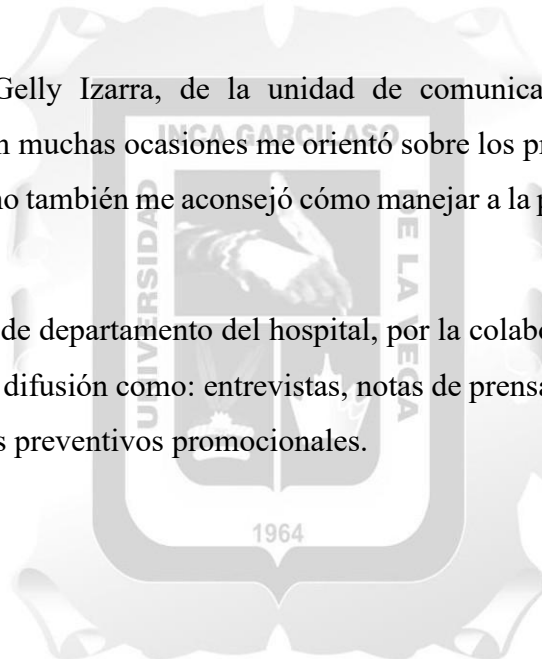 Gelly Izarra, de la unidad de comunica
n muchas ocasiones me orientó sobre los pr
no también me aconsejó cómo manejar a la p
de departamento del hospital, por la colabo
difusión como: entrevistas, notas de prensa
s preventivos promocionales.
INCA GARCILASO
UNIVERSIDAD
DE LA VEGA
1964